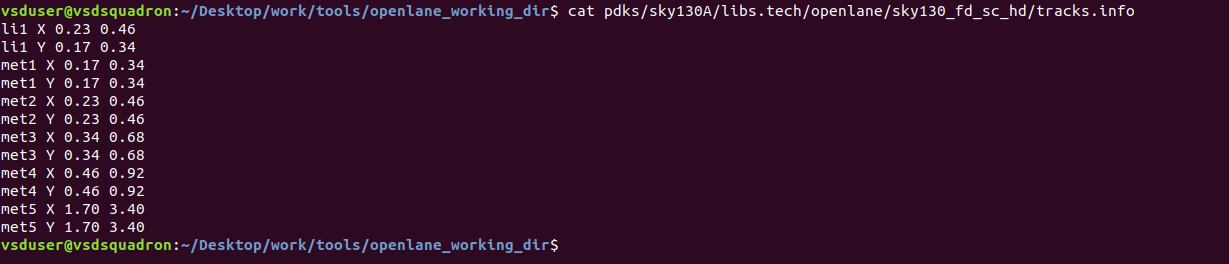 vsduser@vsdsquadron:~/Desktop/work/tools/openlane_working_dir$ cat pdks/sky130A/libs.tech/openlane/sky130_fd_sc_hd/tracks.info
li1 X 0.23 0.46
li1 Y 0.17 0.34
met1 X 0.17 0.34
met1 Y 0.17 0.34
met2 X 0.23 0.46
met2 Y 0.23 0.46
met3 X 0.34 0.68
met3 Y 0.34 0.68
met4 X 0.46 0.92
met4 Y 0.46 0.92
met5 X 1.70 3.40
met5 Y 1.70 3.40
vsduser@vsdsquadron:~/Desktop/work/tools/openlane_working_dir$